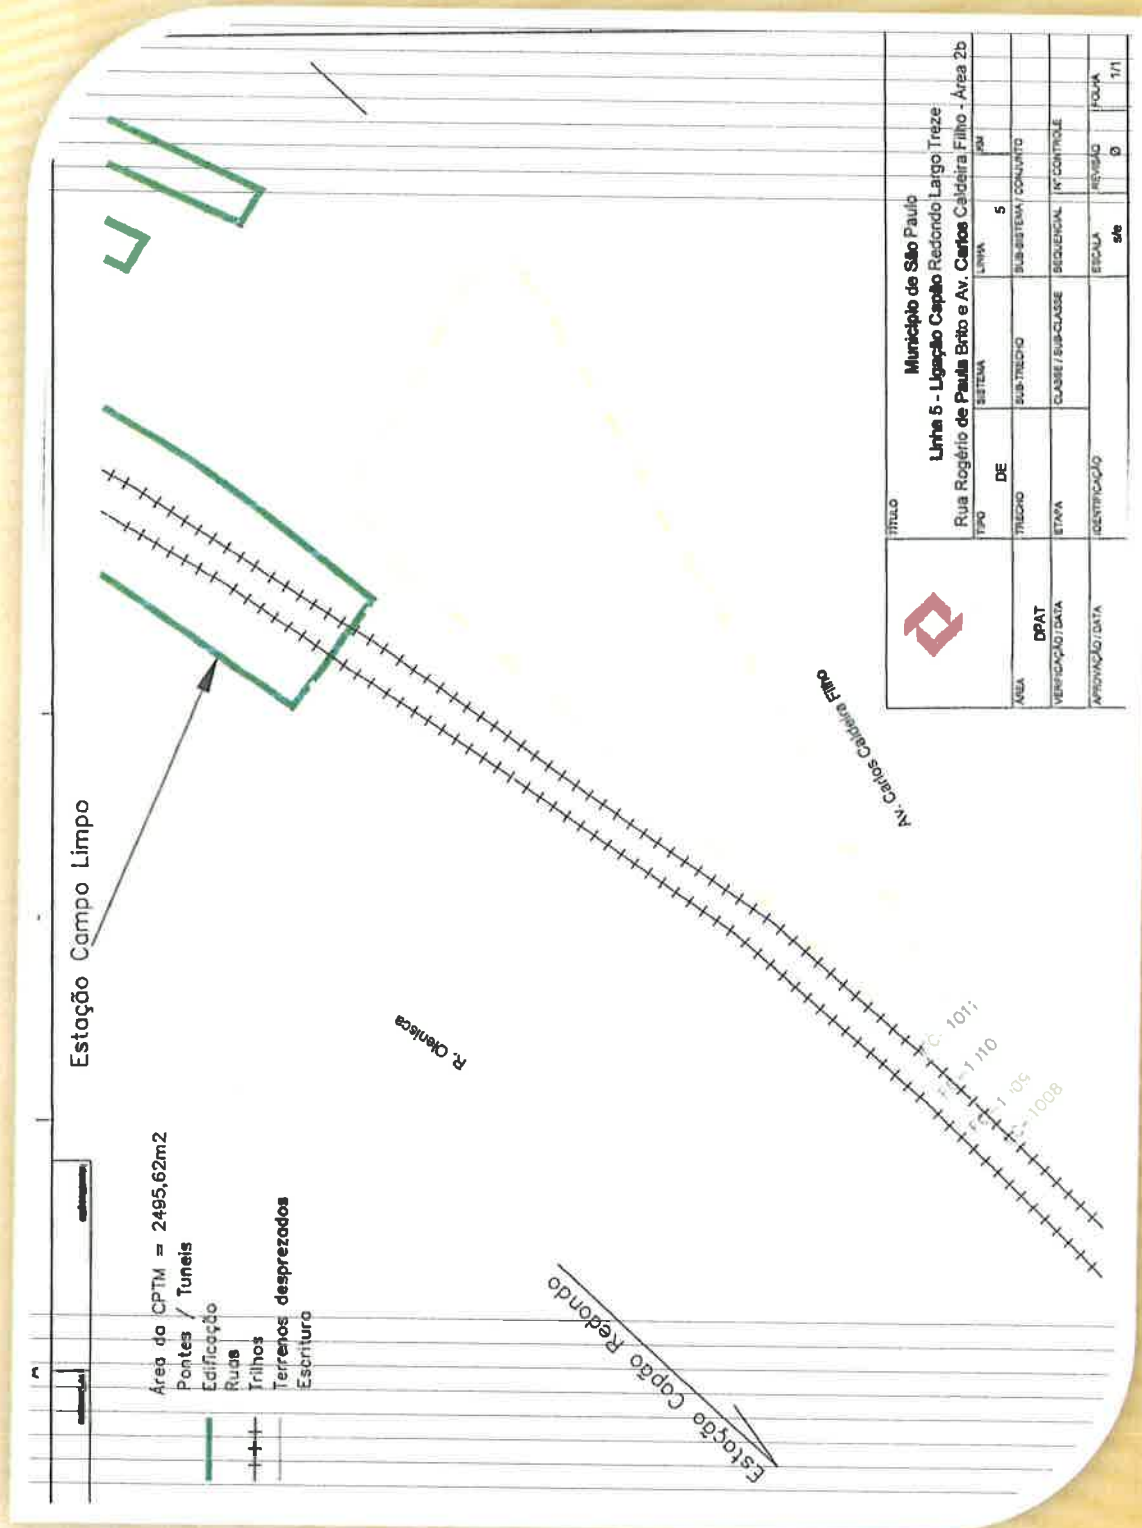 Estação Campo Limpo
Área da CPTM = 2495,62m2
Pontes / Tuneis
Edificação
Ruas
Trilhos
Terrenos desprezados
Escritura
R. Olenisca
Av. Carlos Caldeira Filho
Estação Capão Redondo
1008
TÍTULO
Município de São Paulo
Linha 5 - Ligação Capão Redondo Largo Treze
Rua Rogério de Paula Brito e Av. Carlos Caldeira Filho - Área 2b
TIPO
DE
SISTEMA
LINHA
5
KM
ÁREA
DPAT
TRECHO
SUB-TRECHO
SUB-SISTEMA / CONJUNTO
VERIFICAÇÃO / DATA
ETAPA
CLASSE / SUB-CLASSE
SEQUENCIAL
Nº CONTROLE
APROVAÇÃO / DATA
IDENTIFICAÇÃO
ESCALA
s/e
REVISÃO
0
FOLHA
1/1